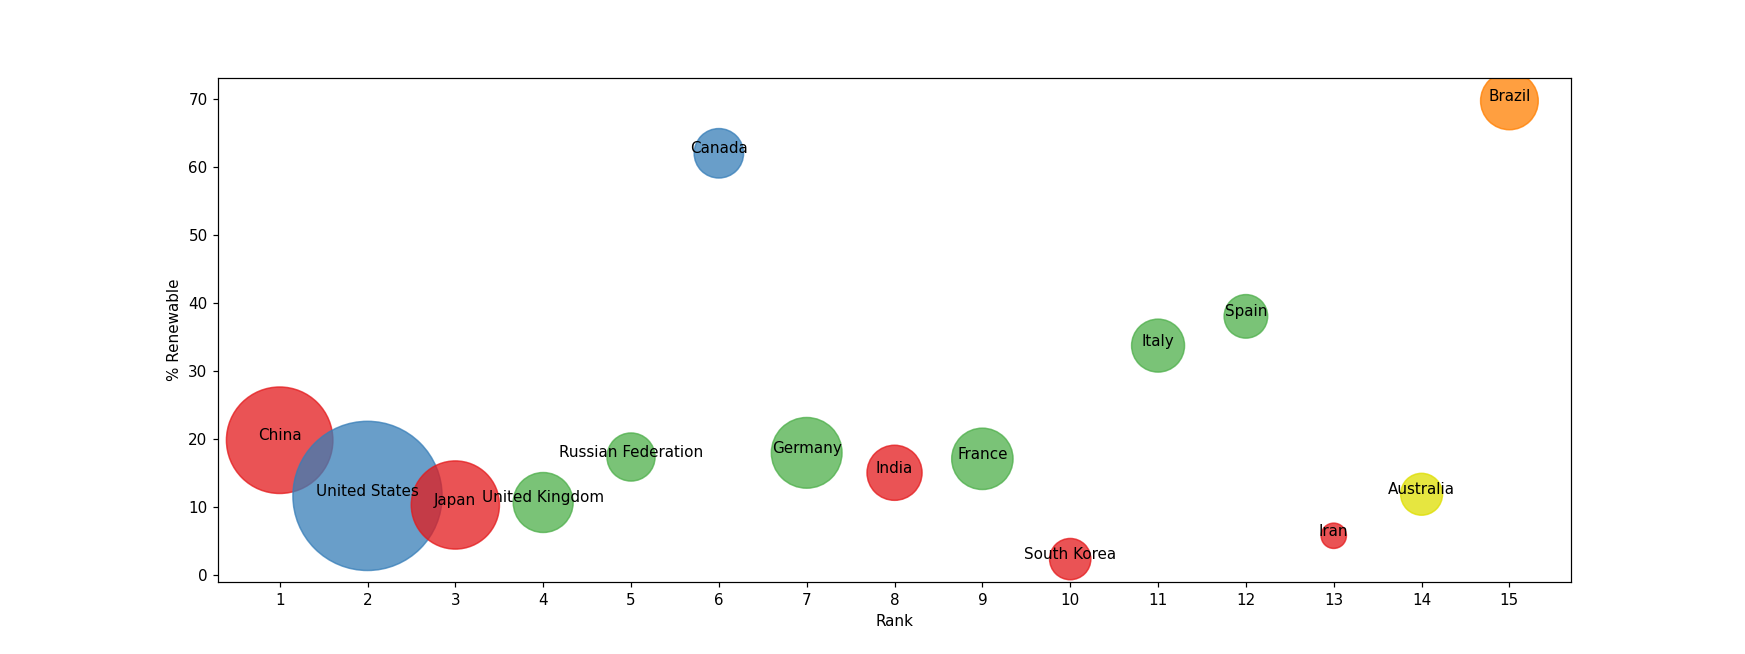 70
60
50
40
30
20
10
0
% Renewable
Brazil
Canada
Spain
Italy
China
Germany
Russian Federation
France
India
United States
Australia
United Kingdom
Japan
Iran
South Korea
1 2 3 4 5 6 7 8 9 10 11 12 13 14 15
Rank